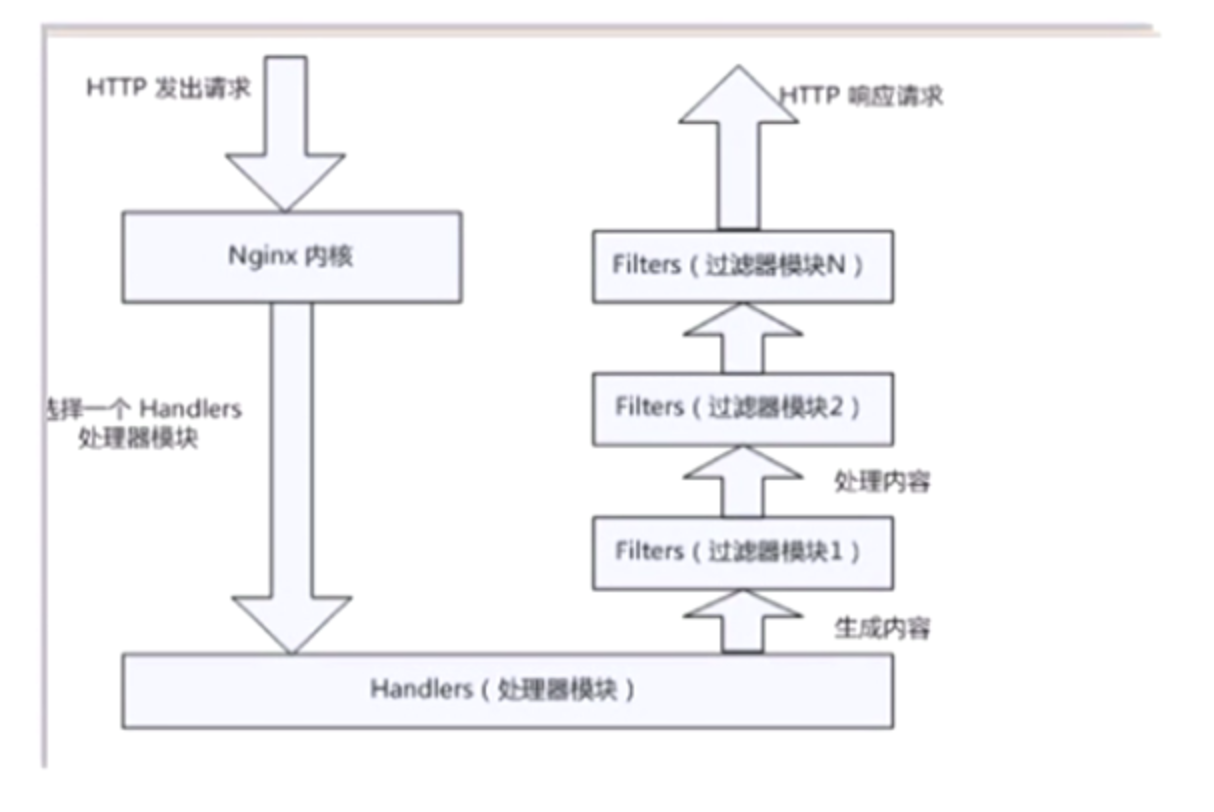 HTTP 发出请求
HTTP 响应请求
Nginx 内核
Filters（过滤器模块N）
选择一个 Handlers
处理器模块
Filters（过滤器模块2）
处理内容
Filters（过滤器模块1）
生成内容
Handlers（处理器模块）